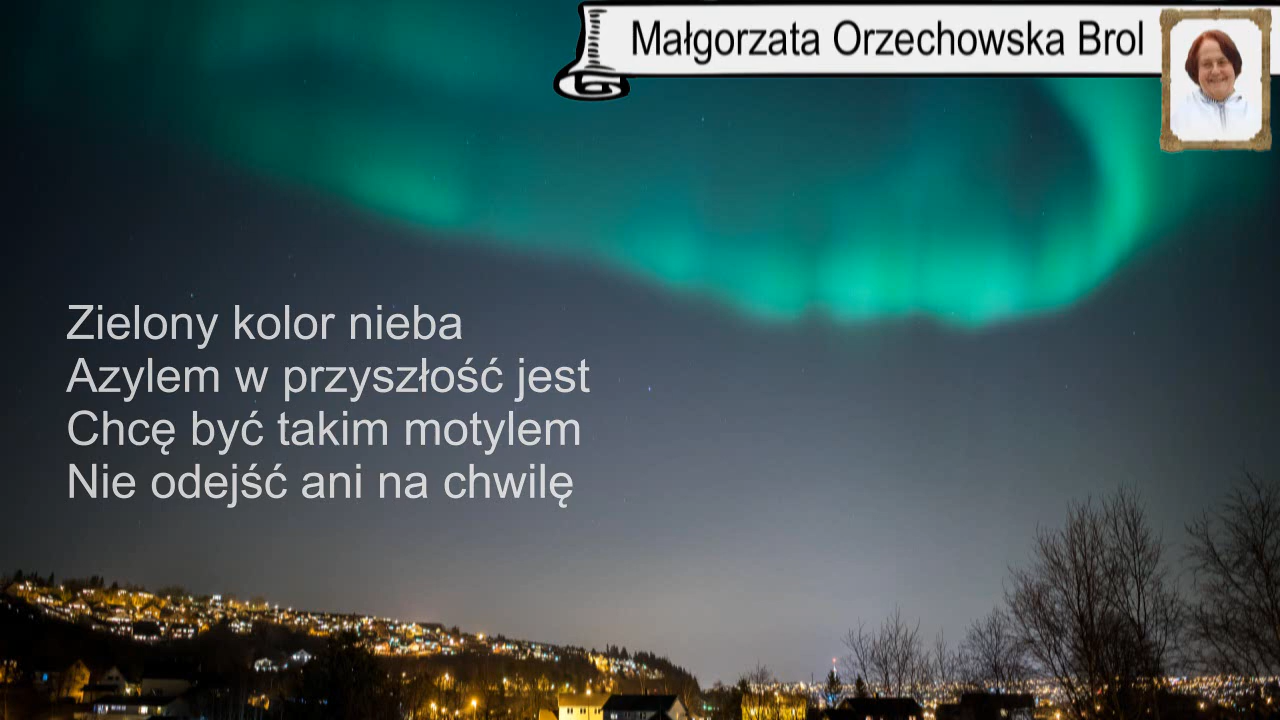 Małgorzata Orzechowska Brol
Zielony kolor nieba
Azylem w przyszłość jest
Chcę być takim motylem
Nie odejść ani na chwilę